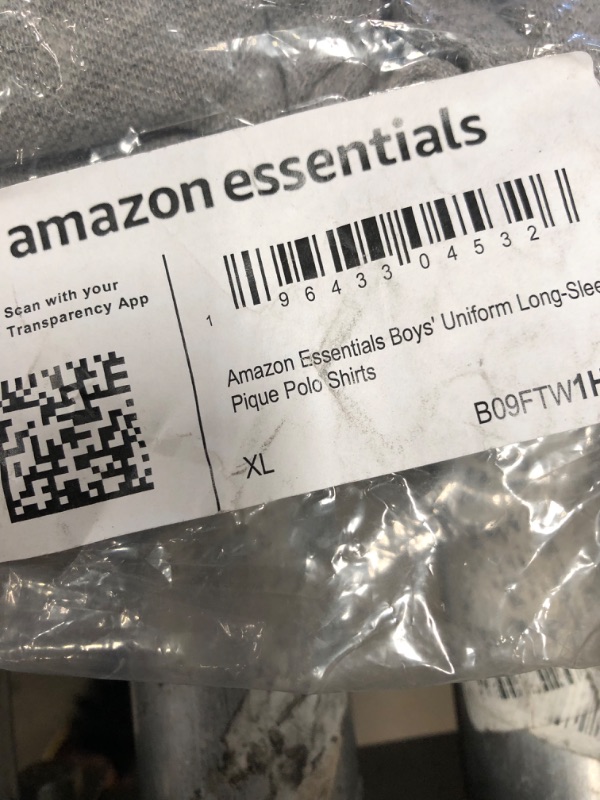 amazon essentials
Scan with your
Transparency App
1 96433 04532
Amazon Essentials Boys' Uniform Long-Slee
Pique Polo Shirts
XL
B09FTW1H